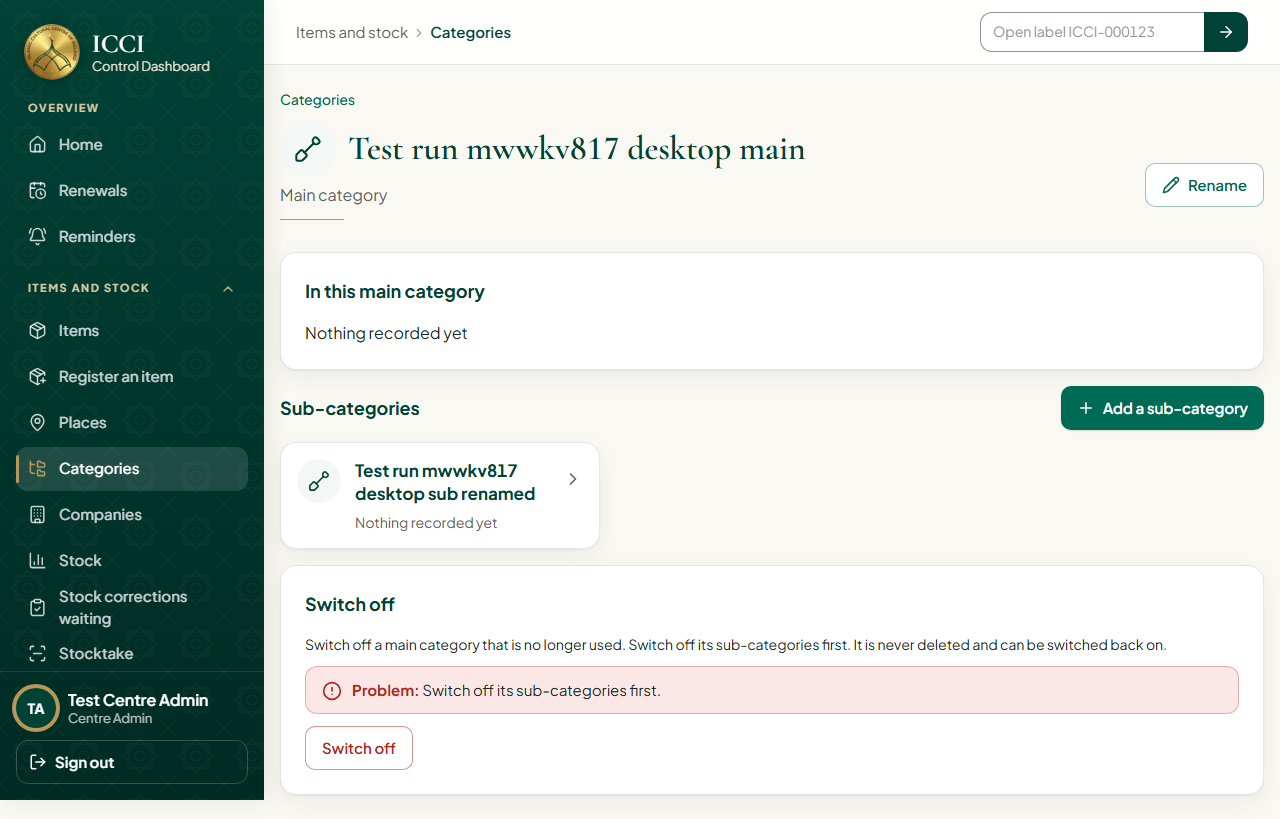 ICCI
Control Dashboard
OVERVIEW
Home
Renewals
Reminders
ITEMS AND STOCK
Items
Register an item
Places
Categories
Companies
Stock
Stock corrections
waiting
Stocktake
TA
Test Centre Admin
Centre Admin
Sign out
Items and stock > Categories
Open label ICCI-000123
Categories
Test run mwwkv817 desktop main
Main category
Rename
In this main category
Nothing recorded yet
Sub-categories
Add a sub-category
Test run mwwkv817
desktop sub renamed
Nothing recorded yet
Switch off
Switch off a main category that is no longer used. Switch off its sub-categories first. It is never deleted and can be switched back on.
Problem: Switch off its sub-categories first.
Switch off